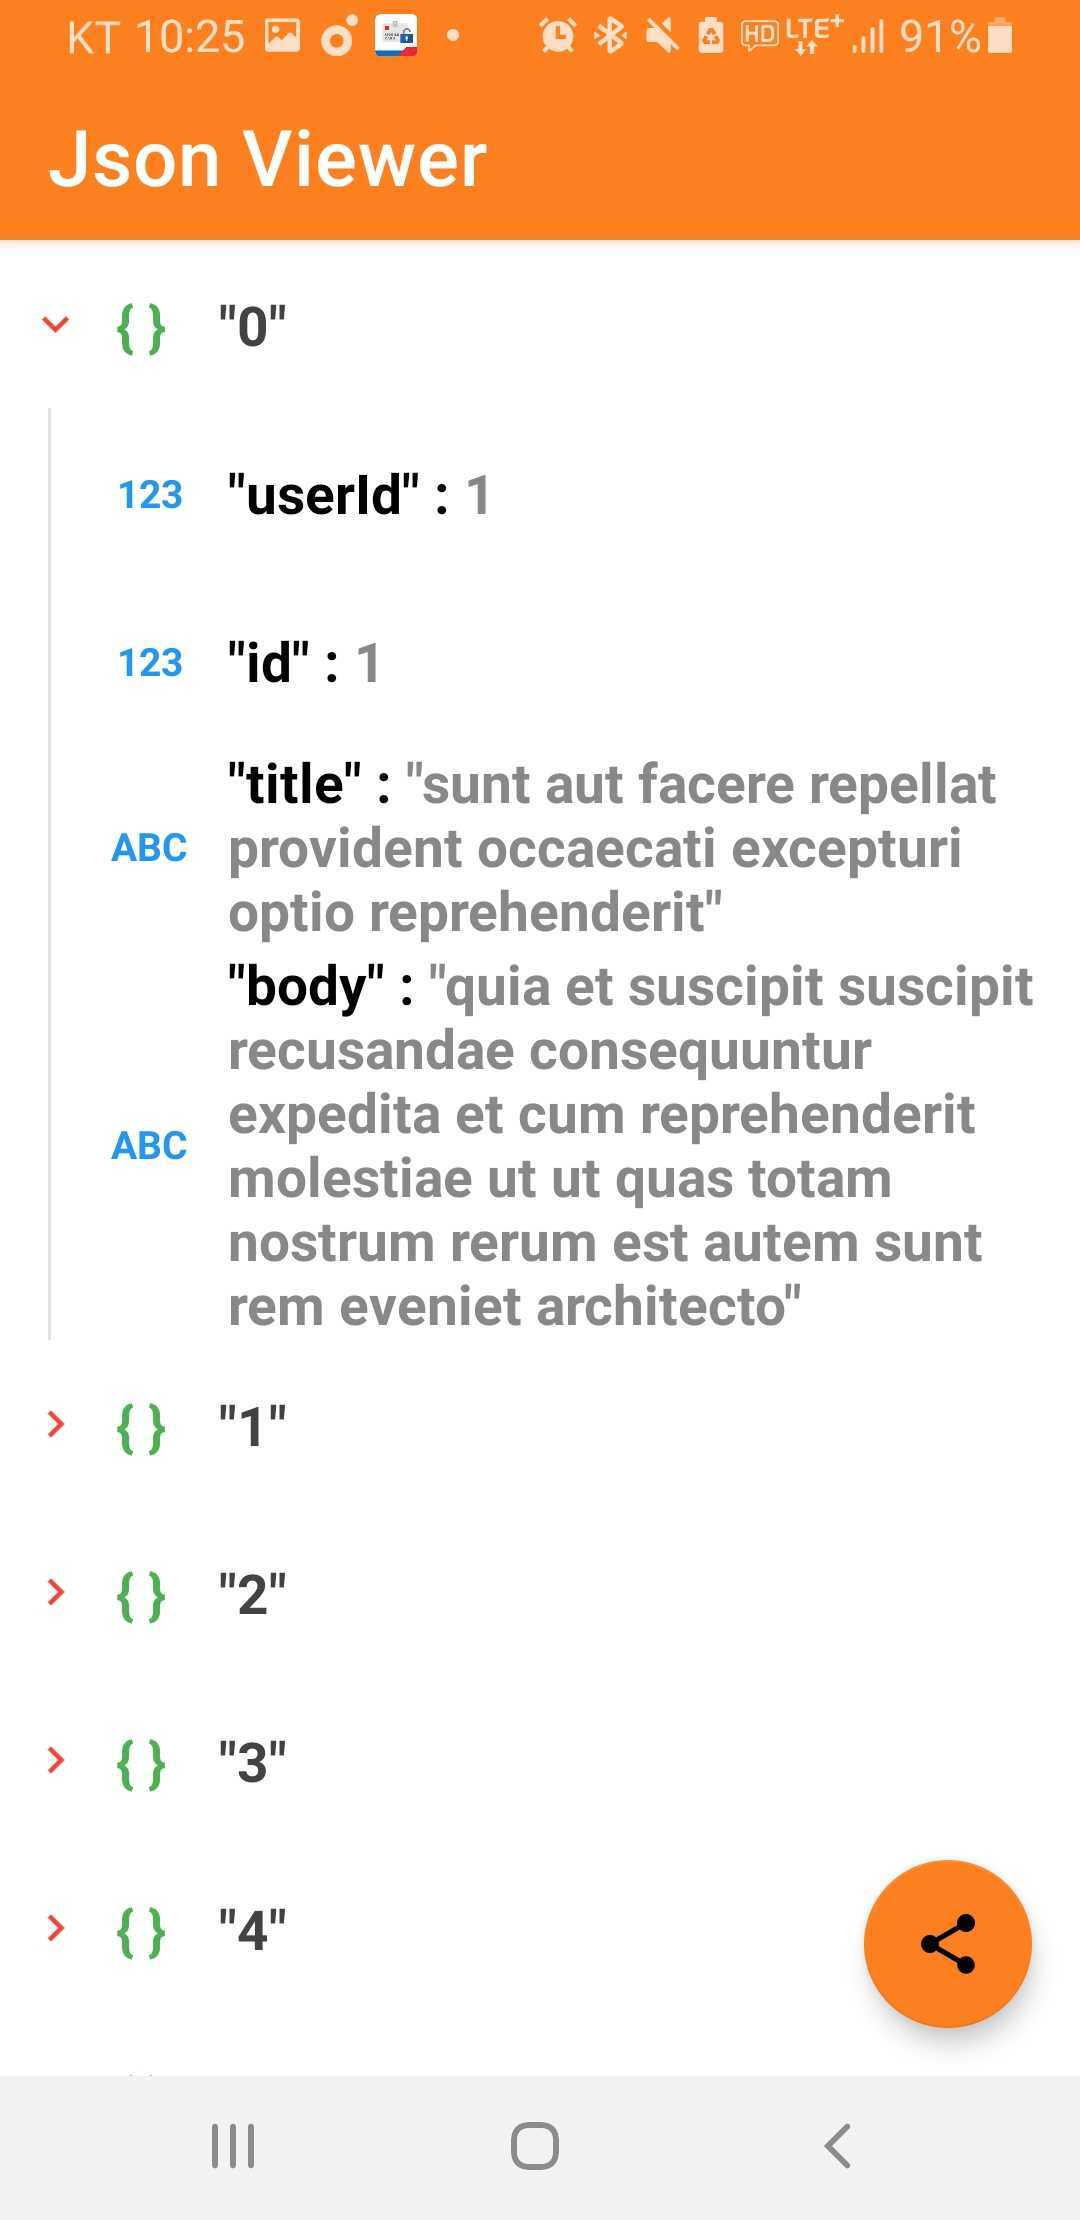 KT 10:25 HD LTE+ 91%
Json Viewer
{ } "0"
123 "userId" : 1
123 "id" : 1
"title" : "sunt aut facere repellat
ABC provident occaecati excepturi
optio reprehenderit"
"body" : "quia et suscipit suscipit
recusandae consequuntur
expedita et cum reprehenderit
ABC
molestiae ut ut quas totam
nostrum rerum est autem sunt
rem eveniet architecto"
{ } "1"
{ } "2"
{ } "3"
{ } "4"